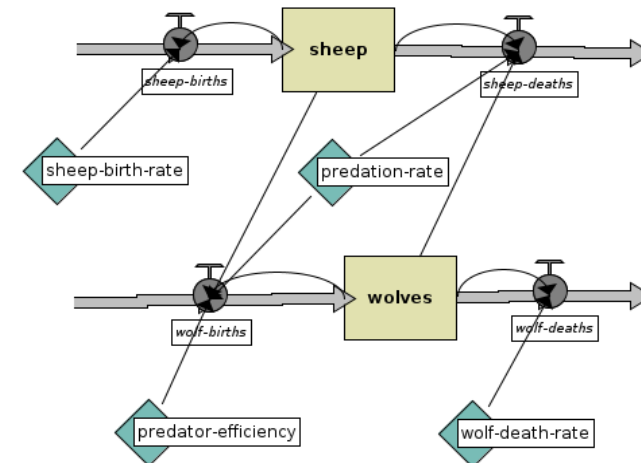 sheep
sheep-births
sheep-deaths
sheep-birth-rate
predation-rate
wolves
wolf-births
wolf-deaths
predator-efficiency
wolf-death-rate